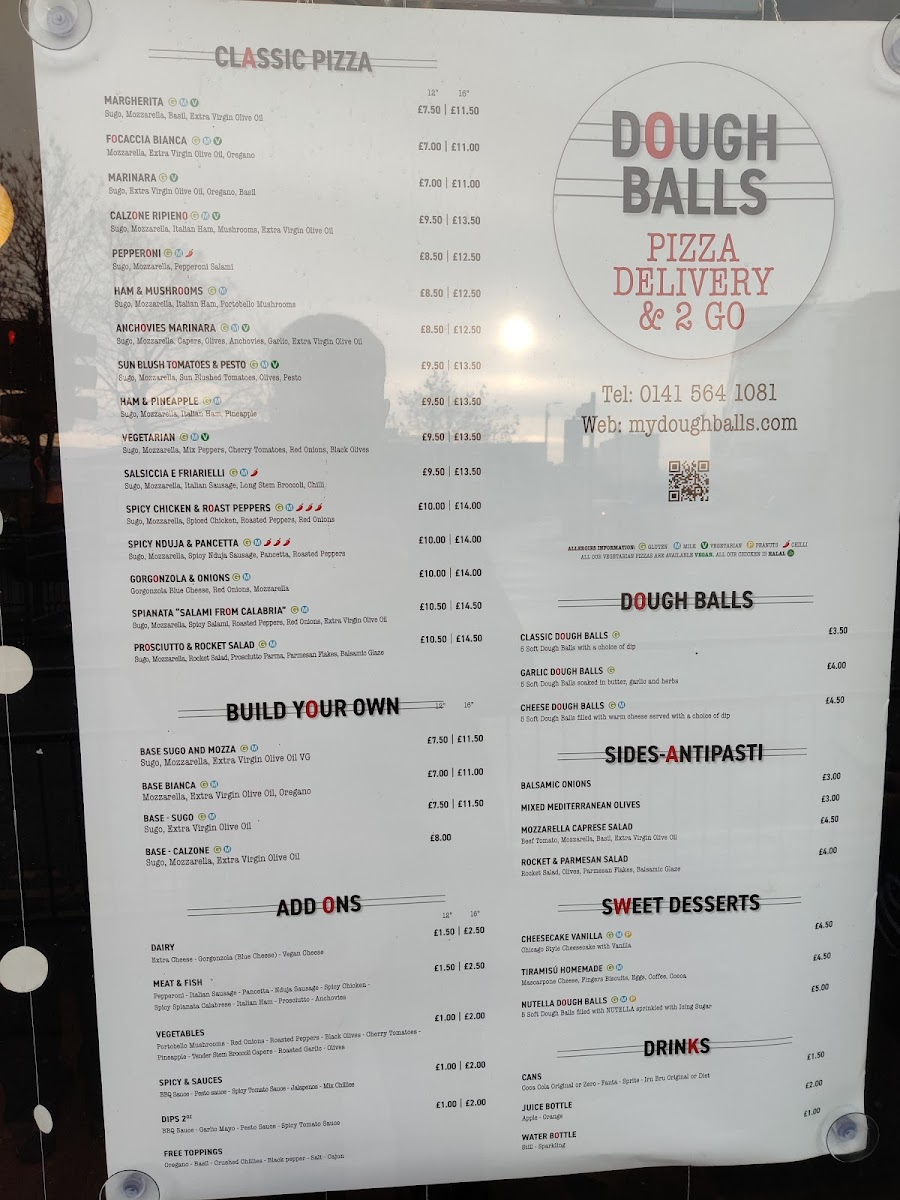 CLASSIC PIZZA
12" 16"
MARGHERITA G M V £7.50 | £11.50
Sugo, Mozzarella, Basil, Extra Virgin Olive Oil
FOCACCIA BIANCA G M V £7.00 | £11.00
Mozzarella, Extra Virgin Olive Oil, Oregano
MARINARA G V £7.00 | £11.00
Sugo, Extra Virgin Olive Oil, Oregano, Basil
CALZONE RIPIENO G M V £9.50 | £13.50
Sugo, Mozzarella, Italian Ham, Mushrooms, Extra Virgin Olive Oil
PEPPERONI G M £8.50 | £12.50
Sugo, Mozzarella, Pepperoni Salami
HAM & MUSHROOMS G M £8.50 | £12.50
Sugo, Mozzarella, Italian Ham, Portobello Mushrooms
ANCHOVIES MARINARA G M V £8.50 | £12.50
Sugo, Mozzarella, Capers, Olives, Anchovies, Garlic, Extra Virgin Olive Oil
SUN BLUSH TOMATOES & PESTO G M V £9.50 | £13.50
Sugo, Mozzarella, Sun Blushed Tomatoes, Olives, Pesto
HAM & PINEAPPLE G M £9.50 | £13.50
Sugo, Mozzarella, Italian Ham, Pineapple
VEGETARIAN G M V £9.50 | £13.50
Sugo, Mozzarella, Mix Peppers, Cherry Tomatoes, Red Onions, Black Olives
SALSICCIA E FRIARIELLI G M £9.50 | £13.50
Sugo, Mozzarella, Italian Sausage, Long Stem Broccoli, Chilli
SPICY CHICKEN & ROAST PEPPERS G M £10.00 | £14.00
Sugo, Mozzarella, Spiced Chicken, Roasted Peppers, Red Onions
SPICY NDUJA & PANCETTA G M £10.00 | £14.00
Sugo, Mozzarella, Spicy Nduja Sausage, Pancetta, Roasted Peppers
GORGONZOLA & ONIONS G M £10.00 | £14.00
Gorgonzola Blue Cheese, Red Onions, Mozzarella
SPIANATA "SALAMI FROM CALABRIA" G M £10.50 | £14.50
Sugo, Mozzarella, Spicy Salami, Roasted Peppers, Red Onions, Extra Virgin Olive Oil
PROSCIUTTO & ROCKET SALAD G M £10.50 | £14.50
Sugo, Mozzarella, Rocket Salad, Prosciutto Parma, Parmesan Flakes, Balsamic Glaze
BUILD YOUR OWN
12" 16"
BASE SUGO AND MOZZA G M £7.50 | £11.50
Sugo, Mozzarella, Extra Virgin Olive Oil VG
BASE BIANCA G M £7.00 | £11.00
Mozzarella, Extra Virgin Olive Oil, Oregano
BASE - SUGO G M £7.50 | £11.50
Sugo, Extra Virgin Olive Oil
BASE - CALZONE G M £8.00
Sugo, Mozzarella, Extra Virgin Olive Oil
ADD ONS
12" 16"
DAIRY £1.50 | £2.50
Extra Cheese - Gorgonzola (Blue Cheese) - Vegan Cheese
MEAT & FISH £1.50 | £2.50
Pepperoni - Italian Sausage - Pancetta - Nduja Sausage - Spicy Chicken -
Spicy Spianata Calabrese - Italian Ham - Prosciutto - Anchovies
VEGETABLES £1.00 | £2.00
Portobello Mushrooms - Red Onions - Roasted Peppers - Black Olives - Cherry Tomatoes -
Pineapple - Tender Stem Broccoli Capers - Roasted Garlic - Olives
SPICY & SAUCES £1.00 | £2.00
BBQ Sauce - Pesto sauce - Spicy Tomato Sauce - Jalapenos - Mix Chillies
DIPS 2oz £1.00 | £2.00
BBQ Sauce - Garlic Mayo - Pesto Sauce - Spicy Tomato Sauce
FREE TOPPINGS
Oregano - Basil - Crushed Chillies - Black pepper - Salt - Cajun
DOUGH
BALLS
PIZZA
DELIVERY
& 2 GO
Tel: 0141 564 1081
Web: mydoughballs.com
ALLERGIES INFORMATION: G GLUTEN M MILK V VEGETARIAN P PEANUTS CHILLI
ALL OUR VEGETARIAN PIZZAS ARE AVAILABLE VEGAN. ALL OUR CHICKEN IS HALAL
DOUGH BALLS
CLASSIC DOUGH BALLS G £3.50
5 Soft Dough Balls with a choice of dip
GARLIC DOUGH BALLS G £4.00
5 Soft Dough Balls soaked in butter, garlic and herbs
CHEESE DOUGH BALLS G M £4.50
5 Soft Dough Balls filled with warm cheese served with a choice of dip
SIDES-ANTIPASTI
BALSAMIC ONIONS £3.00
MIXED MEDITERRANEAN OLIVES £3.00
MOZZARELLA CAPRESE SALAD £4.50
Beef Tomato, Mozzarella, Basil, Extra Virgin Olive Oil
ROCKET & PARMESAN SALAD £4.00
Rocket Salad, Olives, Parmesan Flakes, Balsamic Glaze
SWEET DESSERTS
CHEESECAKE VANILLA G M P £4.50
Chicago Style Cheesecake with Vanilla
TIRAMISÚ HOMEMADE G M £4.50
Mascarpone Cheese, Fingers Biscuits, Eggs, Coffee, Cocoa
NUTELLA DOUGH BALLS G M P £5.00
5 Soft Dough Balls filled with NUTELLA sprinkled with Icing Sugar
DRINKS
CANS £1.50
Coca Cola Original or Zero - Fanta - Sprite - Irn Bru Original or Diet
JUICE BOTTLE £2.00
Apple - Orange
WATER BOTTLE £1.00
Still - Sparkling